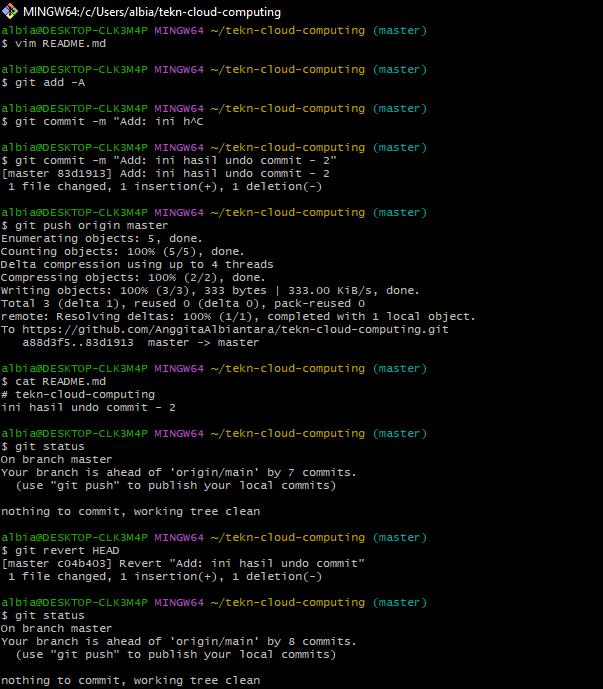 MINGW64:/c/Users/albia/tekn-cloud-computing
albia@DESKTOP-CLK3M4P MINGW64 ~/tekn-cloud-computing (master)
$ vim README.md
albia@DESKTOP-CLK3M4P MINGW64 ~/tekn-cloud-computing (master)
$ git add -A
albia@DESKTOP-CLK3M4P MINGW64 ~/tekn-cloud-computing (master)
$ git commit -m "Add: ini h^C
albia@DESKTOP-CLK3M4P MINGW64 ~/tekn-cloud-computing (master)
$ git commit -m "Add: ini hasil undo commit - 2"
[master 83d1913] Add: ini hasil undo commit - 2
 1 file changed, 1 insertion(+), 1 deletion(-)
albia@DESKTOP-CLK3M4P MINGW64 ~/tekn-cloud-computing (master)
$ git push origin master
Enumerating objects: 5, done.
Counting objects: 100% (5/5), done.
Delta compression using up to 4 threads
Compressing objects: 100% (2/2), done.
Writing objects: 100% (3/3), 333 bytes | 333.00 KiB/s, done.
Total 3 (delta 1), reused 0 (delta 0), pack-reused 0
remote: Resolving deltas: 100% (1/1), completed with 1 local object.
To https://github.com/AnggitaAlbiantara/tekn-cloud-computing.git
   a88d3f5..83d1913  master -> master
albia@DESKTOP-CLK3M4P MINGW64 ~/tekn-cloud-computing (master)
$ cat README.md
# tekn-cloud-computing
ini hasil undo commit - 2
albia@DESKTOP-CLK3M4P MINGW64 ~/tekn-cloud-computing (master)
$ git status
On branch master
Your branch is ahead of 'origin/main' by 7 commits.
  (use "git push" to publish your local commits)
nothing to commit, working tree clean
albia@DESKTOP-CLK3M4P MINGW64 ~/tekn-cloud-computing (master)
$ git revert HEAD
[master c04b403] Revert "Add: ini hasil undo commit"
 1 file changed, 1 insertion(+), 1 deletion(-)
albia@DESKTOP-CLK3M4P MINGW64 ~/tekn-cloud-computing (master)
$ git status
On branch master
Your branch is ahead of 'origin/main' by 8 commits.
  (use "git push" to publish your local commits)
nothing to commit, working tree clean